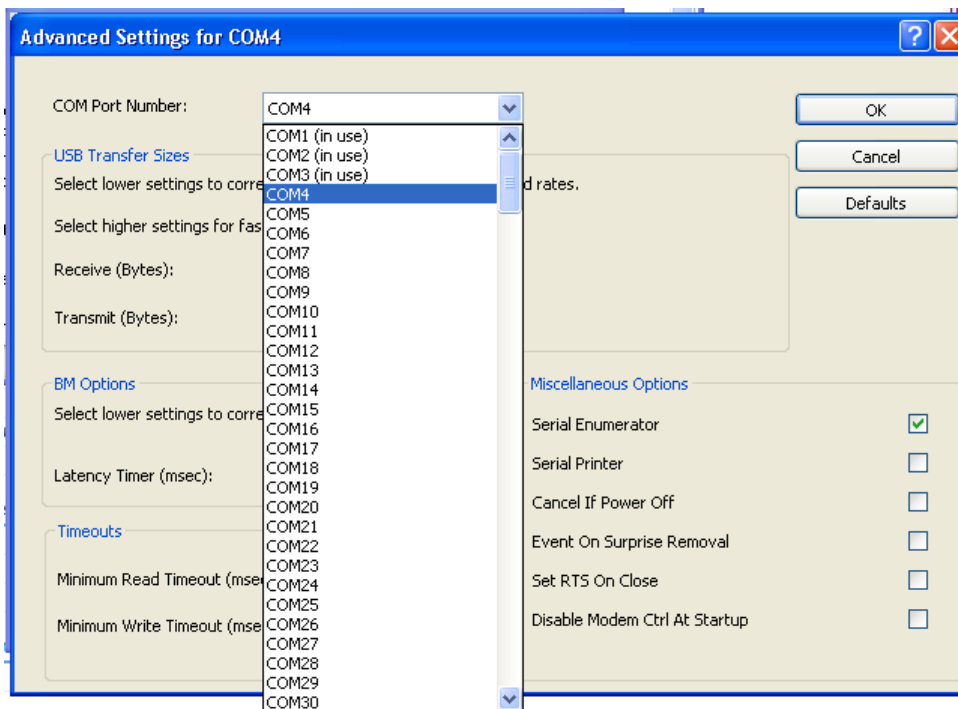 Advanced Settings for COM4
COM Port Number:
COM4
OK
Cancel
Defaults
COM1 (in use)
COM2 (in use)
COM3 (in use)
COM4
COM5
COM6
COM7
COM8
COM9
COM10
COM11
COM12
COM13
COM14
COM15
COM16
COM17
COM18
COM19
COM20
COM21
COM22
COM23
COM24
COM25
COM26
COM27
COM28
COM29
COM30
USB Transfer Sizes
Select lower settings to corre
d rates.
Select higher settings for fas
Receive (Bytes):
Transmit (Bytes):
BM Options
Select lower settings to corre
Latency Timer (msec):
Timeouts
Minimum Read Timeout (mse
Minimum Write Timeout (mse
Miscellaneous Options
Serial Enumerator
Serial Printer
Cancel If Power Off
Event On Surprise Removal
Set RTS On Close
Disable Modem Ctrl At Startup